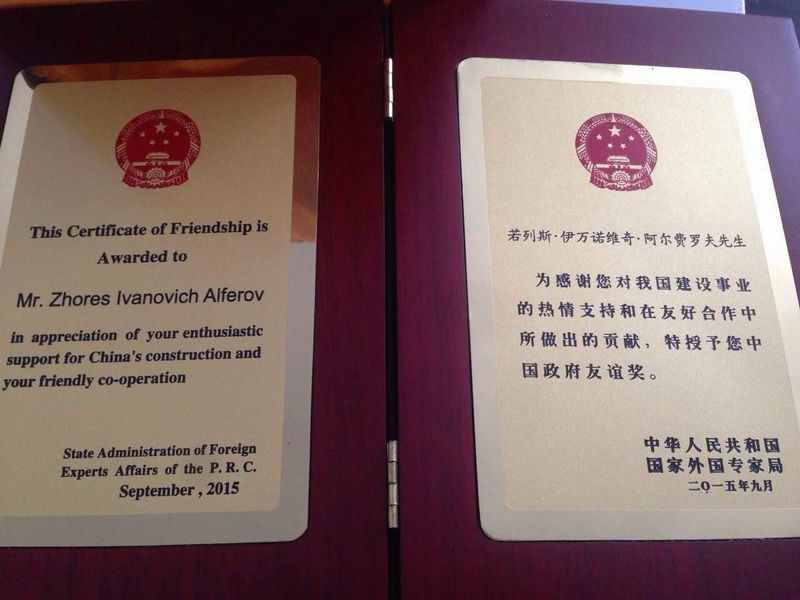 This Certificate of Friendship is
Awarded to
Mr. Zhores Ivanovich Alferov
in appreciation of your enthusiastic
support for China's construction and
your friendly co-operation
State Administration of Foreign
Experts Affairs of the P. R. C.
September , 2015
若列斯·伊万诺维奇·阿尔费罗夫先生
为感谢您对我国建设事业
的热情支持和在友好合作中
所做出的贡献，特授予您中
国政府友谊奖。
中华人民共和国
国家外国专家局
二〇一五年九月